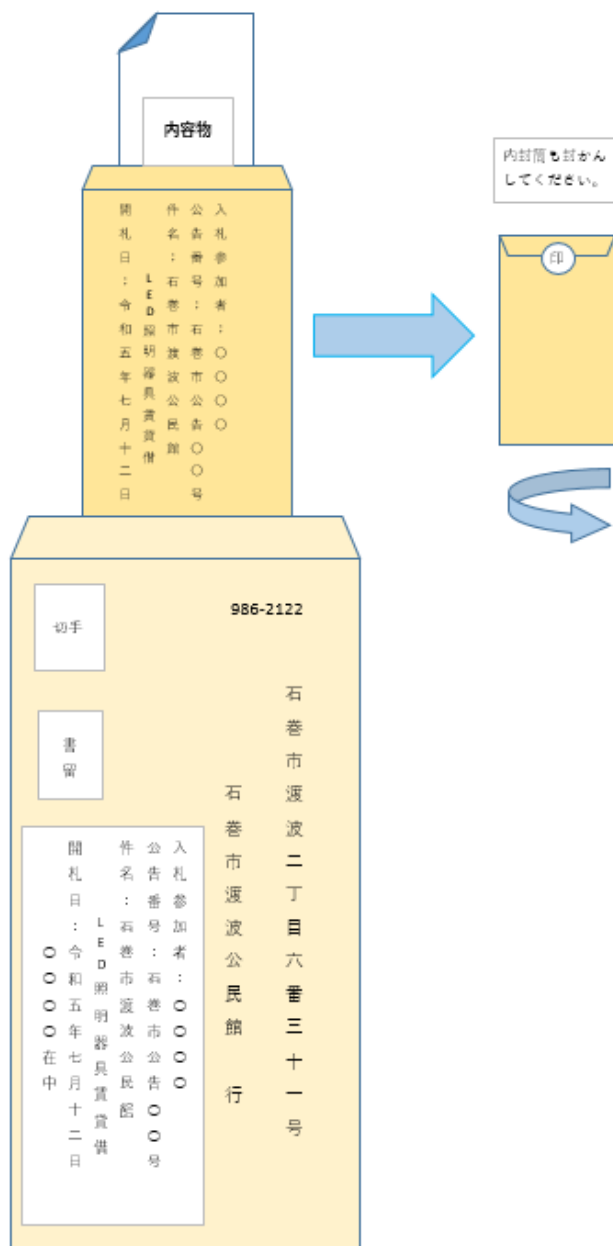 内容物
内封筒も封かん
してください。
印
入札参加者：〇〇〇〇
公告番号：石巻市公告〇〇号
件名：石巻市渡波公民館
LED照明器具賃貸借
開札日：令和五年七月十二日
986-2122
切手
書留
石巻市渡波二丁目六番三十一号
石巻市渡波公民館　行
入札参加者：〇〇〇〇
公告番号：石巻市公告〇〇号
件名：石巻市渡波公民館
LED照明器具賃貸借
開札日：令和五年七月十二日
〇〇〇〇在中